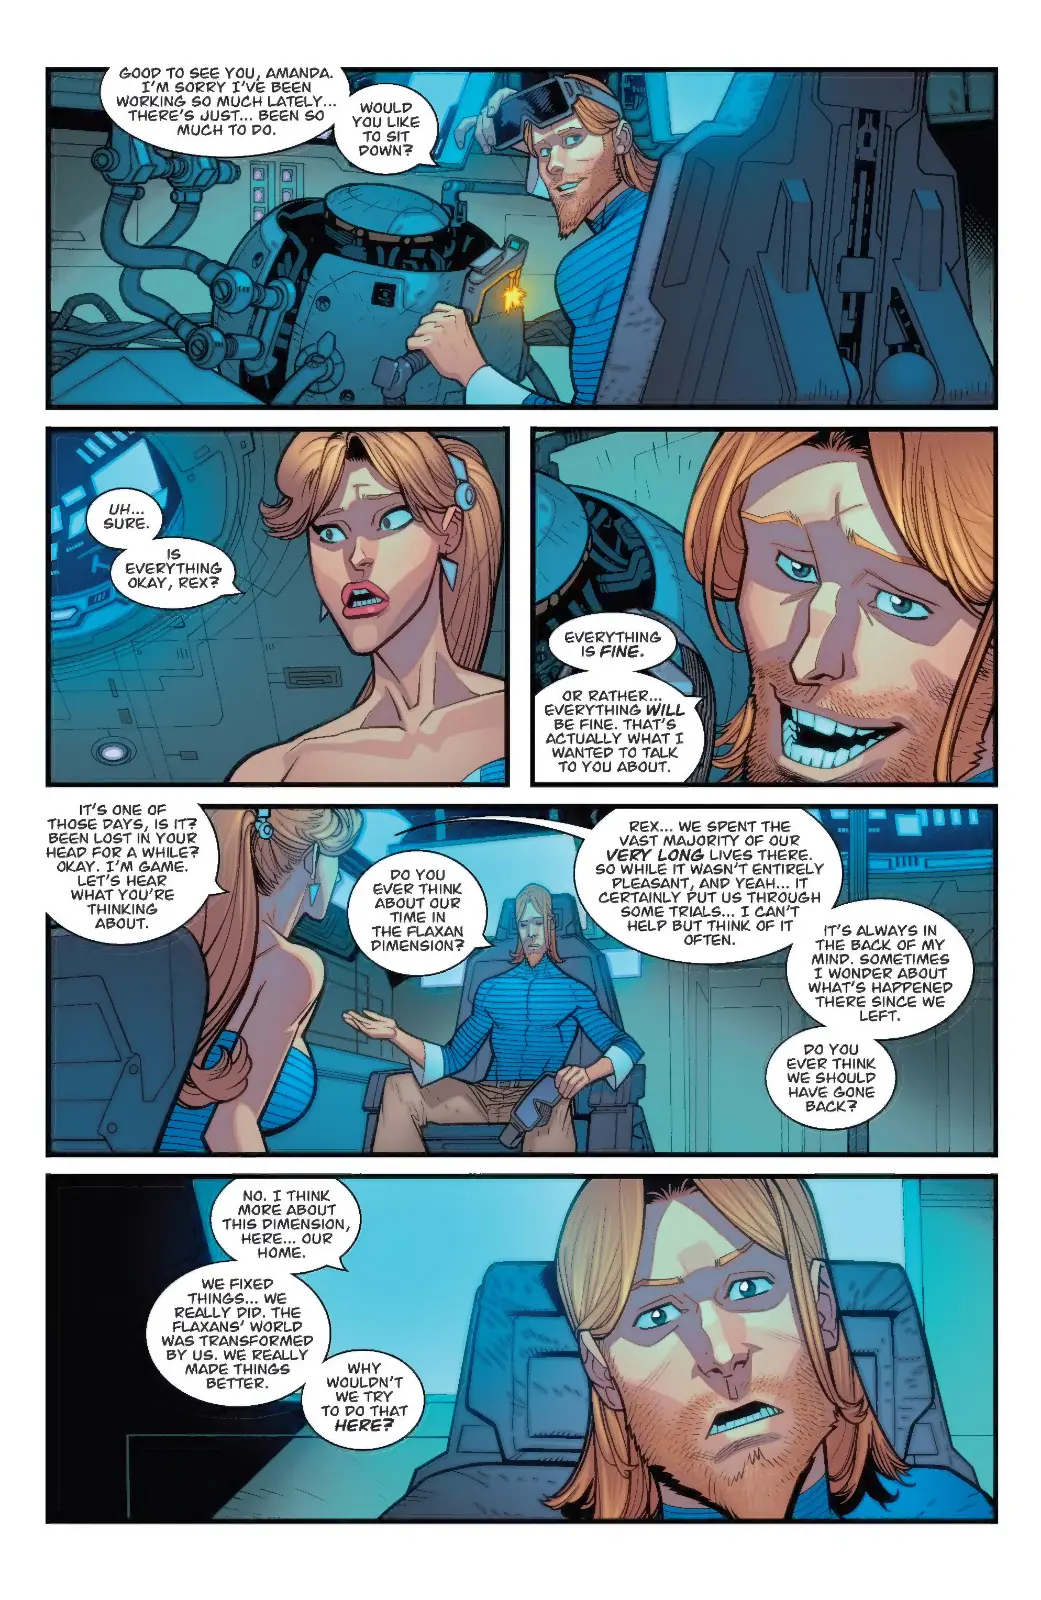 GOOD TO SEE YOU, AMANDA.
I'M SORRY I'VE BEEN
WORKING SO MUCH LATELY...
THERE'S JUST... BEEN SO
MUCH TO DO.
WOULD
YOU LIKE
TO SIT
DOWN?
UH...
SURE.
IS
EVERYTHING
OKAY, REX?
EVERYTHING
IS FINE.
OR RATHER...
EVERYTHING WILL
BE FINE. THAT'S
ACTUALLY WHAT I
WANTED TO TALK
TO YOU ABOUT.
IT'S ONE OF
THOSE DAYS, IS IT?
BEEN LOST IN YOUR
HEAD FOR A WHILE?
OKAY. I'M GAME.
LET'S HEAR
WHAT YOU'RE
THINKING
ABOUT.
DO YOU
EVER THINK
ABOUT OUR
TIME IN
THE FLAXAN
DIMENSION?
REX... WE SPENT THE
VAST MAJORITY OF OUR
VERY LONG LIVES THERE.
SO WHILE IT WASN'T ENTIRELY
PLEASANT, AND YEAH... IT
CERTAINLY PUT US THROUGH
SOME TRIALS... I CAN'T
HELP BUT THINK OF IT
OFTEN.
IT'S ALWAYS IN
THE BACK OF MY
MIND. SOMETIMES
I WONDER ABOUT
WHAT'S HAPPENED
THERE SINCE WE
LEFT.
DO YOU
EVER THINK
WE SHOULD
HAVE GONE
BACK?
NO. I THINK
MORE ABOUT
THIS DIMENSION,
HERE... OUR
HOME.
WE FIXED
THINGS... WE
REALLY DID. THE
FLAXANS' WORLD
WAS TRANSFORMED
BY US. WE REALLY
MADE THINGS
BETTER.
WHY
WOULDN'T
WE TRY
TO DO THAT
HERE?